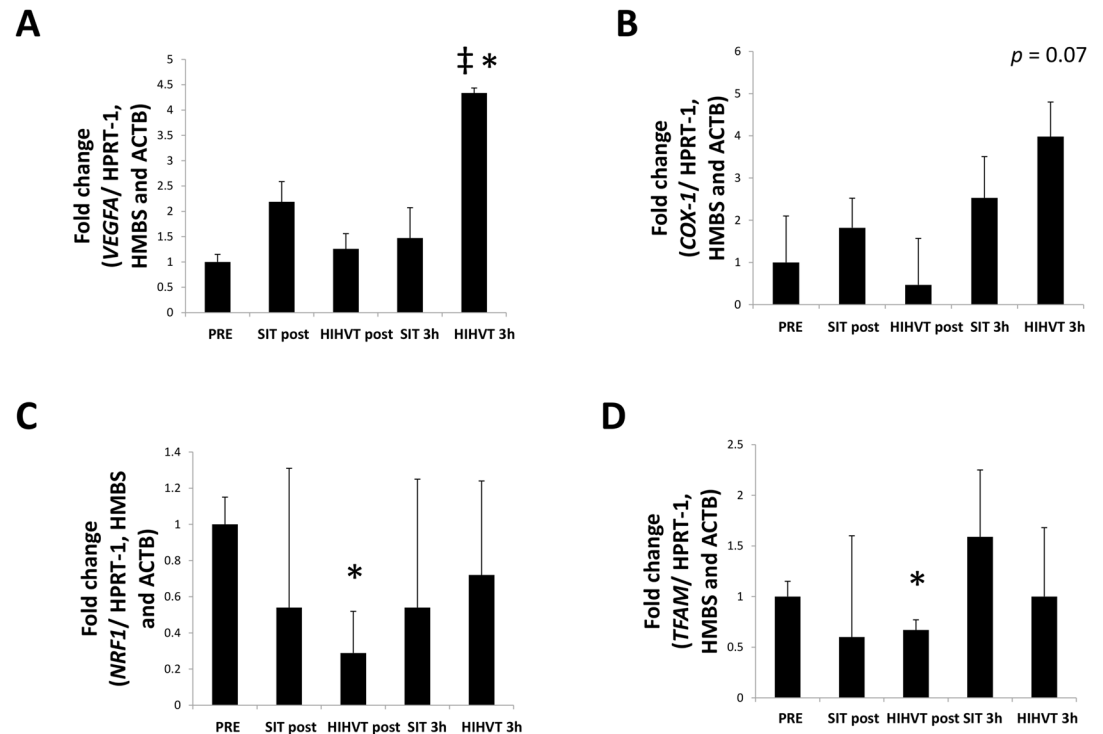 A
Fold change
(VEGFA/ HPRT-1,
HMBS and ACTB)
5
4.5
4
3.5
3
2.5
2
1.5
1
0.5
0
‡ *
PRE SIT post HIHVT post SIT 3h HIHVT 3h
B
Fold change
(COX-1/ HPRT-1,
HMBS and ACTB)
6
5
4
3
2
1
0
p = 0.07
PRE SIT post HIHVT post SIT 3h HIHVT 3h
C
Fold change
(NRF1/ HPRT-1, HMBS
and ACTB)
1.4
1.2
1
0.8
0.6
0.4
0.2
0
*
PRE SIT post HIHVT post SIT 3h HIHVT 3h
D
Fold change
(TFAM/ HPRT-1,
HMBS and ACTB)
2.5
2
1.5
1
0.5
0
*
PRE SIT post HIHVT post SIT 3h HIHVT 3h